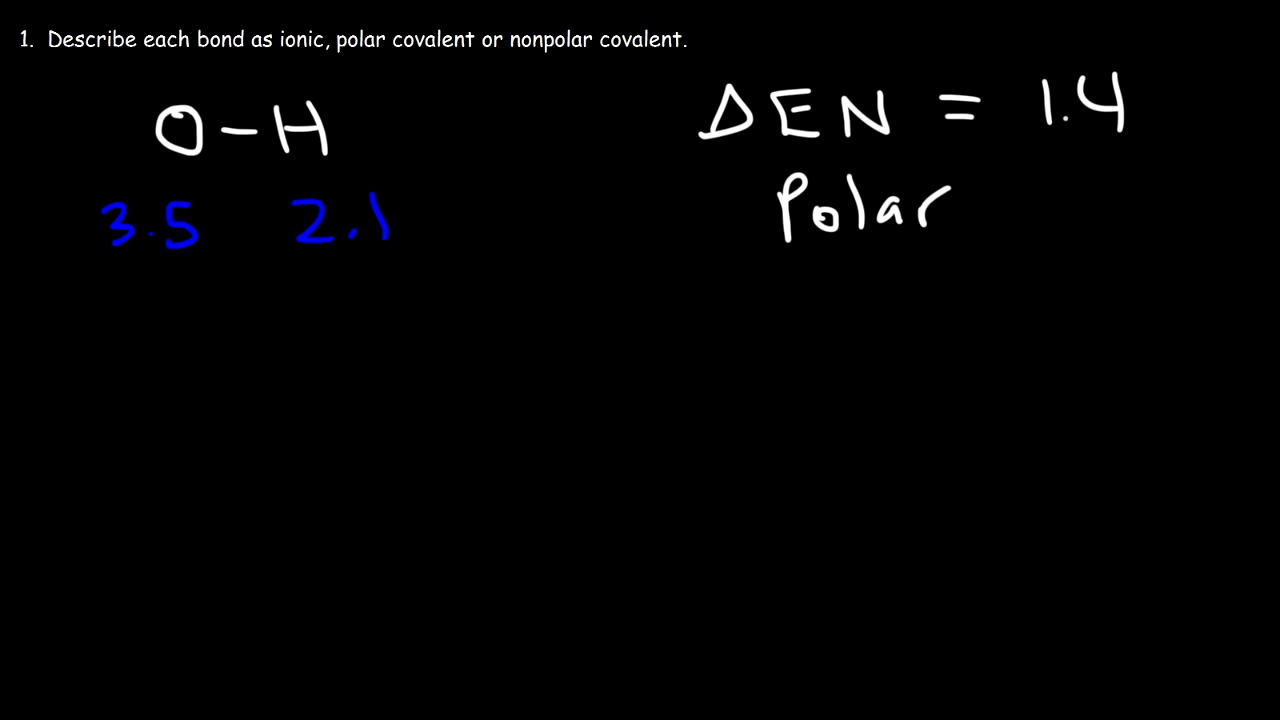 1. Describe each bond as ionic, polar covalent or nonpolar covalent.
O-H
3.5 2.1
ΔEN = 1.4
Polar